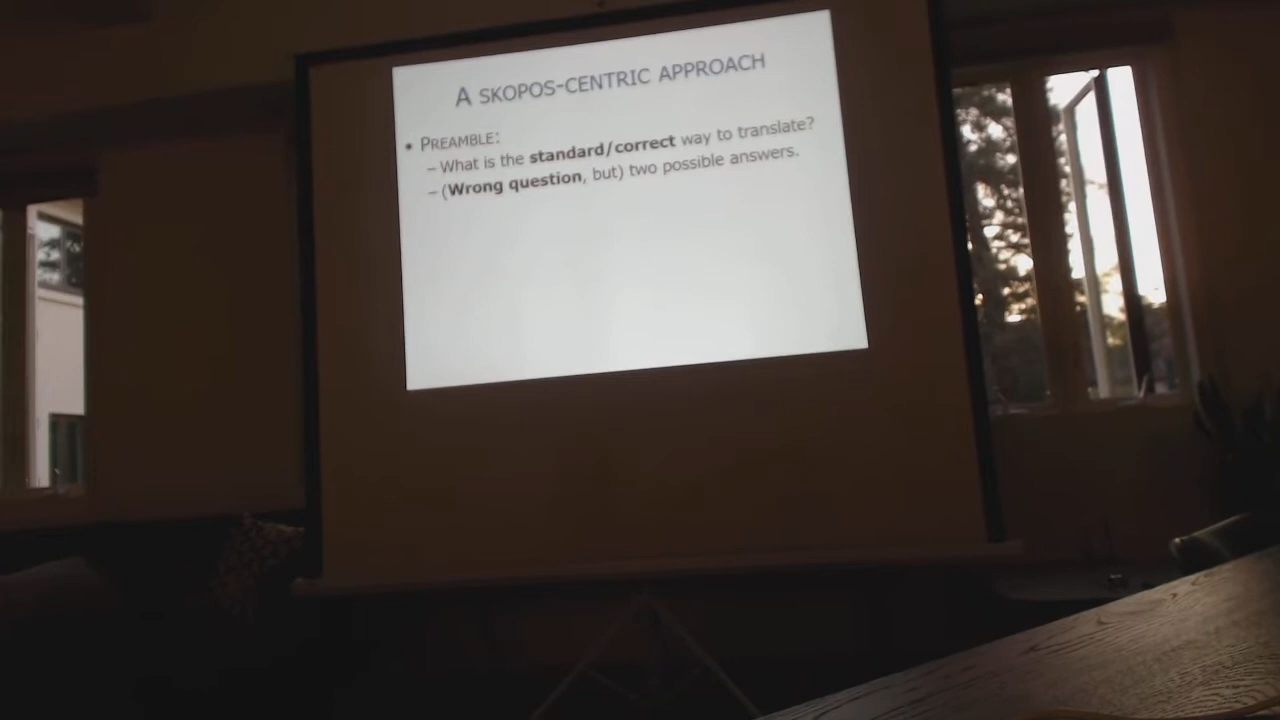 A SKOPOS-CENTRIC APPROACH
• PREAMBLE:
– What is the standard/correct way to translate?
– (Wrong question, but) two possible answers.